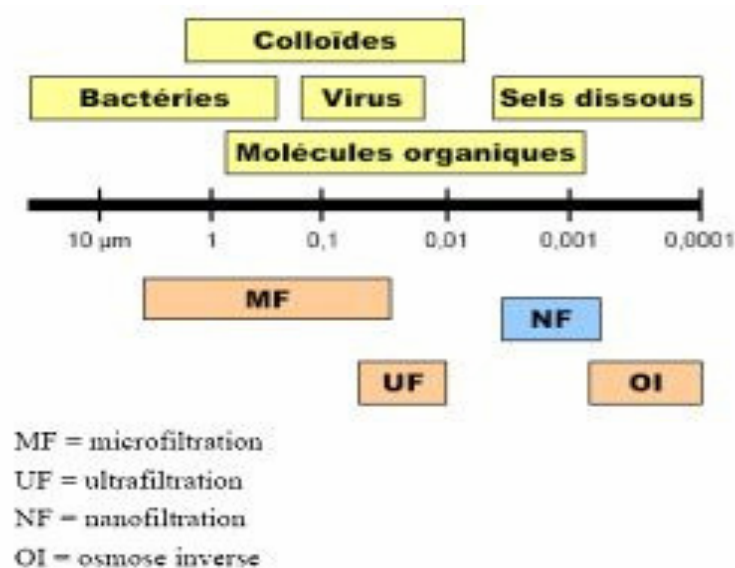 Colloïdes
Bactéries Virus Sels dissous
Molécules organiques
10 µm 1 0,1 0,01 0,001 0,0001
MF
NF
UF OI
MF = microfiltration
UF = ultrafiltration
NF = nanofiltration
OI = osmose inverse